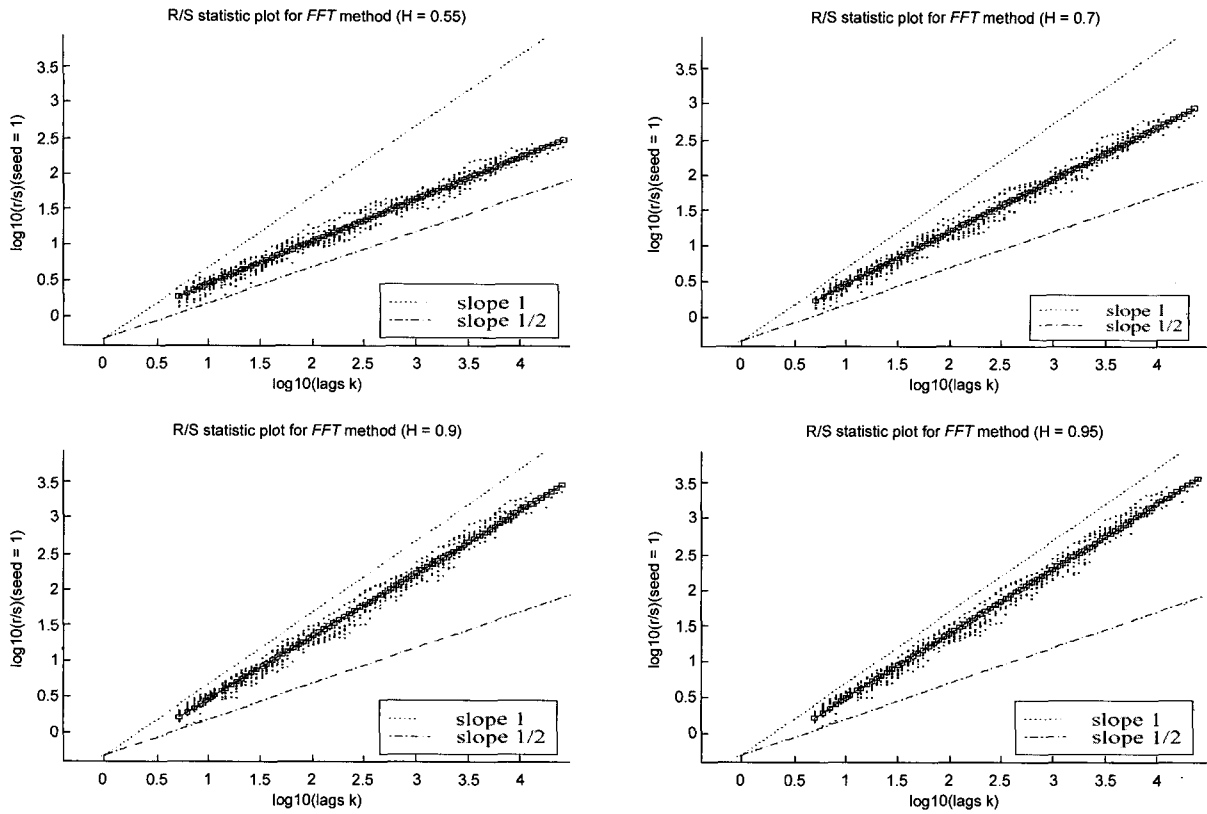 R/S statistic plot for FFT method (H = 0.55)
3.5
3
2.5
2
1.5
1
0.5
0
log10(r/s)(seed = 1)
slope 1
slope 1/2
0 0.5 1 1.5 2 2.5 3 3.5 4
log10(lags k)
R/S statistic plot for FFT method (H = 0.7)
3.5
3
2.5
2
1.5
1
0.5
0
log10(r/s)(seed = 1)
slope 1
slope 1/2
0 0.5 1 1.5 2 2.5 3 3.5 4
log10(lags k)
R/S statistic plot for FFT method (H = 0.9)
3.5
3
2.5
2
1.5
1
0.5
0
log10(r/s)(seed = 1)
slope 1
slope 1/2
0 0.5 1 1.5 2 2.5 3 3.5 4
log10(lags k)
R/S statistic plot for FFT method (H = 0.95)
3.5
3
2.5
2
1.5
1
0.5
0
log10(r/s)(seed = 1)
slope 1
slope 1/2
0 0.5 1 1.5 2 2.5 3 3.5 4
log10(lags k)